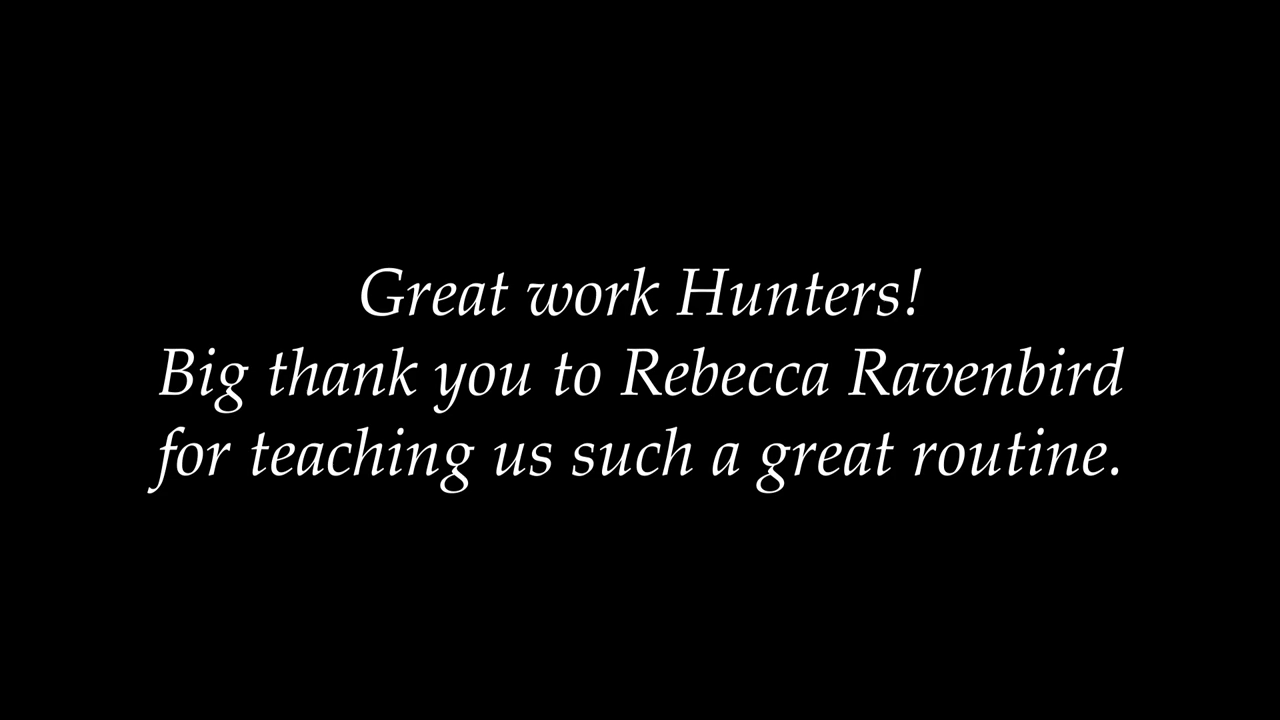 Great work Hunters!
Big thank you to Rebecca Ravenbird
for teaching us such a great routine.